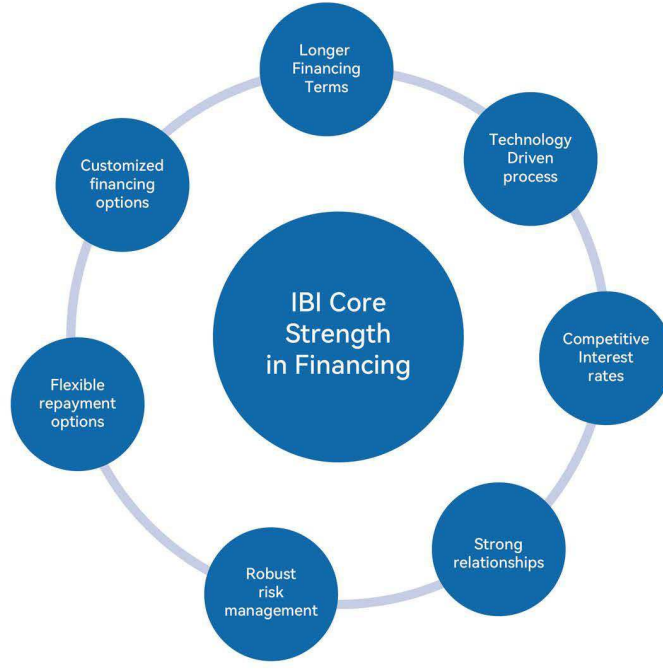 Longer
Financing
Terms
Technology
Driven
process
Customized
financing
options
IBI Core
Strength
in Financing
Competitive
Interest
rates
Flexible
repayment
options
Strong
relationships
Robust
risk
management